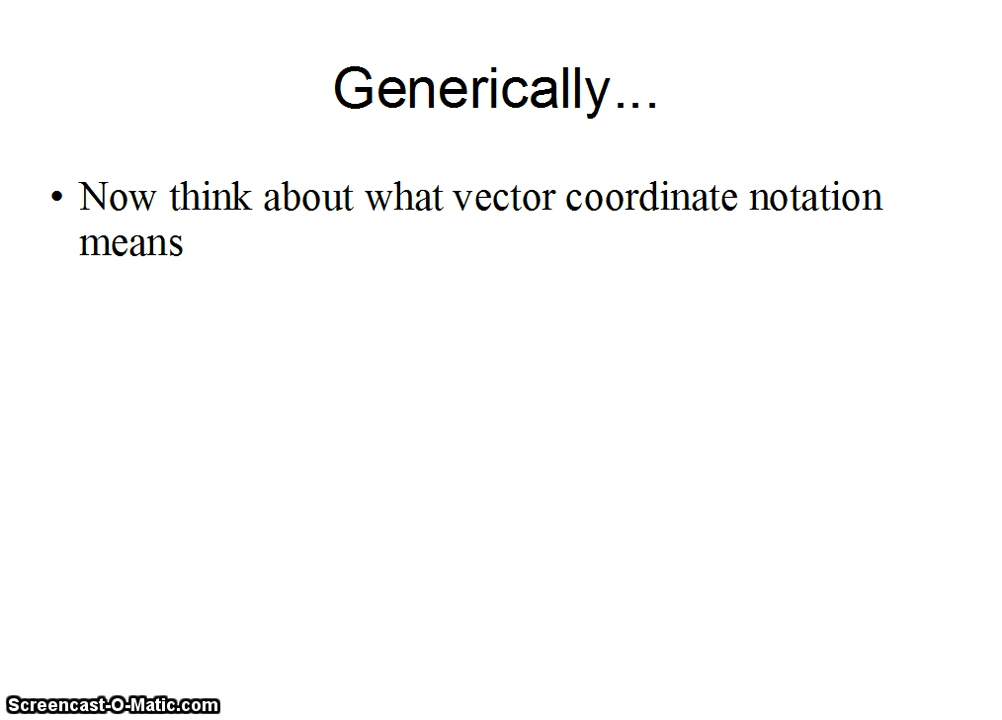 Generically...
• Now think about what vector coordinate notation
means
Screencast-O-Matic.com